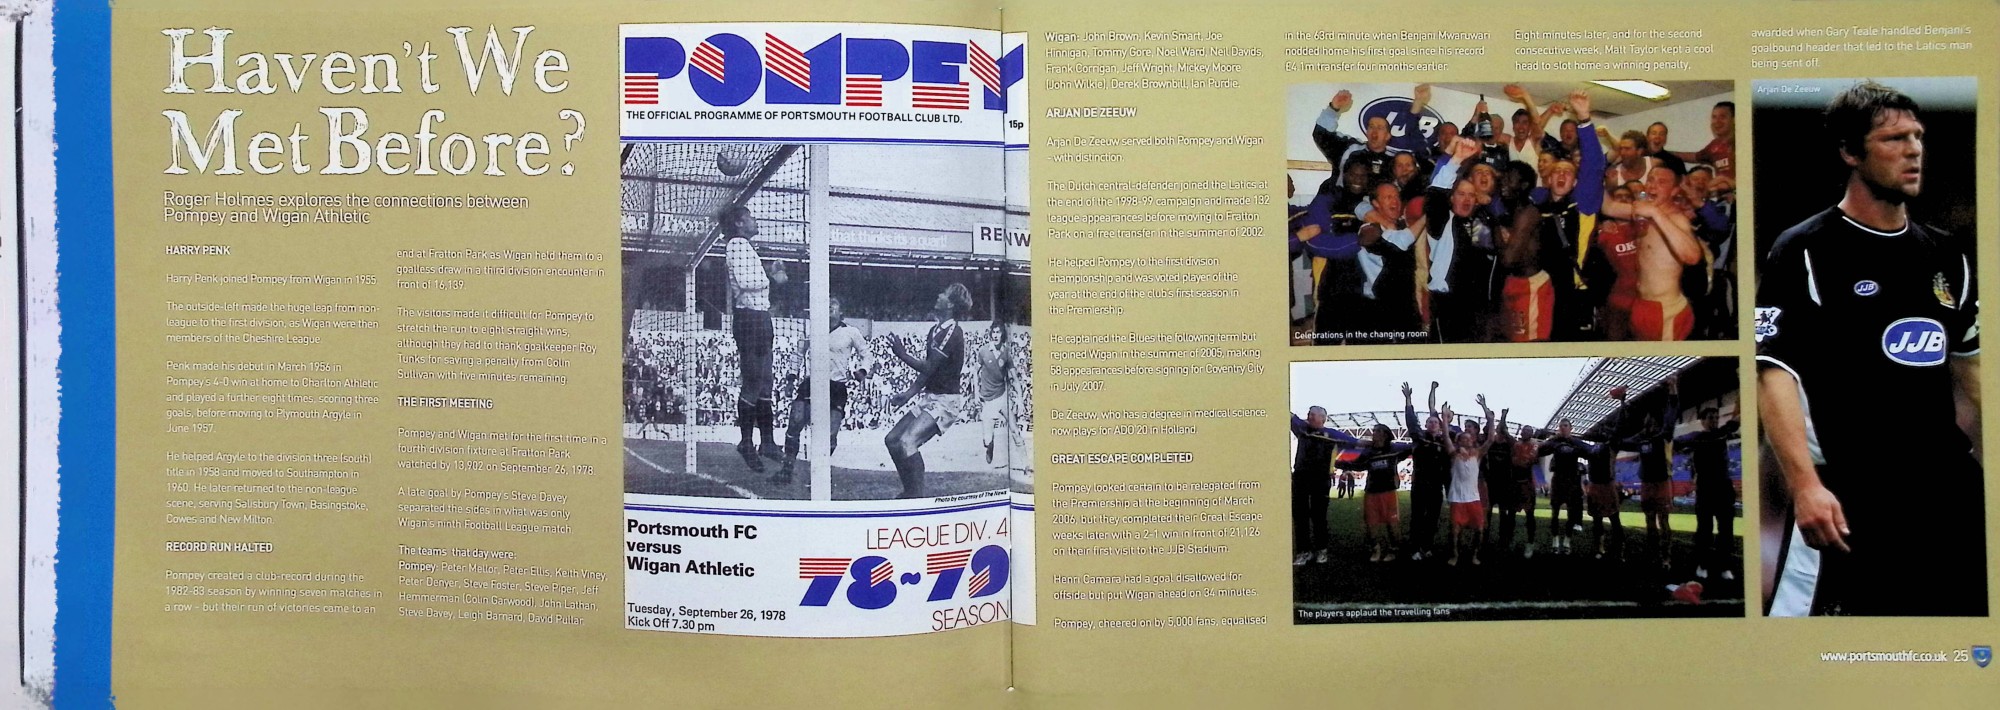 Haven't We
Met Before?
Roger Holmes explores the connections between
Pompey and Wigan Athletic
HARRY PENK
Harry Penk joined Pompey from Wigan in 1955.
The outside-left made the huge leap from non-
league to the first division, as Wigan were then
members of the Cheshire League.
Penk made his debut in March 1956 in
Pompey's 4-0 win at home to Charlton Athletic
and played a further eight times, scoring three
goals, before moving to Plymouth Argyle in
June 1957.
He helped Argyle to the division three (south)
title in 1958 and moved to Southampton in
1960. He later returned to the non-league
scene, serving Salisbury Town, Basingstoke,
Cowes and New Milton.
RECORD RUN HALTED
Pompey created a club-record during the
1982-83 season by winning seven matches in
a row - but their run of victories came to an
end at Fratton Park as Wigan held them to a
goalless draw in a third division encounter in
front of 16,139.
The visitors made it difficult for Pompey to
stretch the run to eight straight wins,
although they had to thank goalkeeper Roy
Tunks for saving a penalty from Colin
Sullivan with five minutes remaining.
THE FIRST MEETING
Pompey and Wigan met for the first time in a
fourth division fixture at Fratton Park
watched by 13,902 on September 26, 1978.
A late goal by Pompey's Steve Davey
separated the sides in what was only
Wigan's ninth Football League match.
The teams that day were:
Pompey: Peter Mellor, Peter Ellis, Keith Viney,
Peter Denyer, Steve Foster, Steve Piper, Jeff
Hemmerman (Colin Garwood), John Lathan,
Steve Davey, Leigh Barnard, David Pullar.
POMPEY
THE OFFICIAL PROGRAMME OF PORTSMOUTH FOOTBALL CLUB LTD.
15p
that thinks its a quart!
RENW
Photo by courtesy of The News
Portsmouth FC
versus
Wigan Athletic
Tuesday, September 26, 1978
Kick Off 7.30 pm
LEAGUE DIV. 4
78~79
SEASON
Wigan: John Brown, Kevin Smart, Joe
Hinnigan, Tommy Gore, Noel Ward, Neil Davids,
Frank Corrigan, Jeff Wright, Mickey Moore
(John Wilkie), Derek Brownbill, Ian Purdie.
ARJAN DE ZEEUW
Arjan De Zeeuw served both Pompey and Wigan
- with distinction.
The Dutch central-defender joined the Latics at
the end of the 1998-99 campaign and made 132
league appearances before moving to Fratton
Park on a free transfer in the summer of 2002.
He helped Pompey to the first division
championship and was voted player of the
year at the end of the club's first season in
the Premiership.
He captained the Blues the following term but
rejoined Wigan in the summer of 2005, making
58 appearances before signing for Coventry City
in July 2007.
De Zeeuw, who has a degree in medical science,
now plays for ADO'20 in Holland.
GREAT ESCAPE COMPLETED
Pompey looked certain to be relegated from
the Premiership at the beginning of March
2006, but they completed their Great Escape
weeks later with a 2-1 win in front of 21,126
on their first visit to the JJB Stadium.
Henri Camara had a goal disallowed for
offside but put Wigan ahead on 34 minutes.
Pompey, cheered on by 5,000 fans, equalised
in the 63rd minute when Benjani Mwaruwari
nodded home his first goal since his record
£4.1m transfer four months earlier.
Eight minutes later, and for the second
consecutive week, Matt Taylor kept a cool
head to slot home a winning penalty,
awarded when Gary Teale handled Benjani's
goalbound header that led to the Latics man
being sent off.
JJB
OKI
Celebrations in the changing room
The players applaud the travelling fans
Arjan De Zeeuw
JJB
JJB
www.portsmouthfc.co.uk 25